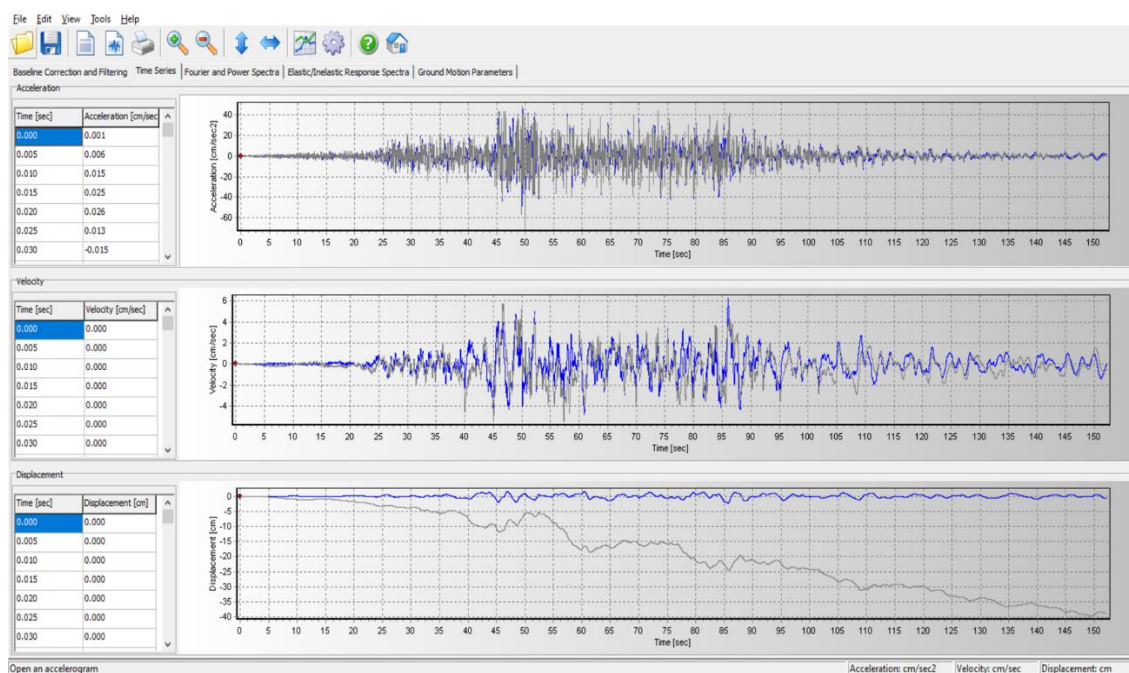 File Edit View Tools Help
Baseline Correction and Filtering Time Series Fourier and Power Spectra Elastic/Inelastic Response Spectra Ground Motion Parameters
Acceleration
Time [sec] Acceleration [cm/sec
0.000 0.001
0.005 0.006
0.010 0.015
0.015 0.025
0.020 0.026
0.025 0.013
0.030 -0.015
Acceleration [cm/sec2]
40
20
0
-20
-40
-60
0 5 10 15 20 25 30 35 40 45 50 55 60 65 70 75 80 85 90 95 100 105 110 115 120 125 130 135 140 145 150
Time [sec]
Velocity
Time [sec] Velocity [cm/sec]
0.000 0.000
0.005 0.000
0.010 0.000
0.015 0.000
0.020 0.000
0.025 0.000
0.030 0.000
Velocity [cm/sec]
6
4
2
0
-2
-4
0 5 10 15 20 25 30 35 40 45 50 55 60 65 70 75 80 85 90 95 100 105 110 115 120 125 130 135 140 145 150
Time [sec]
Displacement
Time [sec] Displacement [cm]
0.000 0.000
0.005 0.000
0.010 0.000
0.015 0.000
0.020 0.000
0.025 0.000
0.030 0.000
Displacement [cm]
0
-5
-10
-15
-20
-25
-30
-35
-40
0 5 10 15 20 25 30 35 40 45 50 55 60 65 70 75 80 85 90 95 100 105 110 115 120 125 130 135 140 145 150
Time [sec]
Open an accelerogram Acceleration: cm/sec2 Velocity: cm/sec Displacement: cm